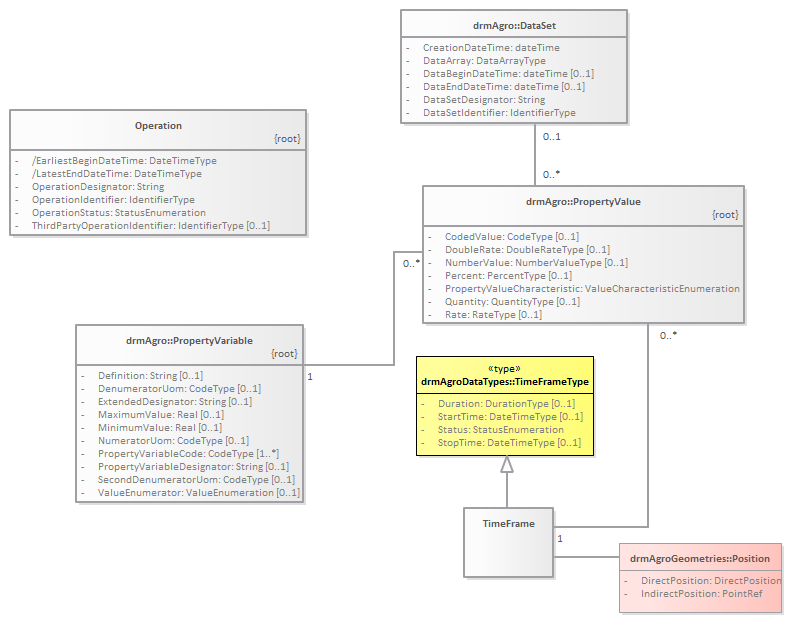 drmAgro::DataSet
- CreationDateTime: dateTime
- DataArray: DataArrayType
- DataBeginDateTime: dateTime [0..1]
- DataEndDateTime: dateTime [0..1]
- DataSetDesignator: String
- DataSetIdentifier: IdentifierType
0..1
0..*
Operation
{root}
- /EarliestBeginDateTime: DateTimeType
- /LatestEndDateTime: DateTimeType
- OperationDesignator: String
- OperationIdentifier: IdentifierType
- OperationStatus: StatusEnumeration
- ThirdPartyOperationIdentifier: IdentifierType [0..1]
drmAgro::PropertyValue
{root}
- CodedValue: CodeType [0..1]
- DoubleRate: DoubleRateType [0..1]
- NumberValue: NumberValueType [0..1]
- Percent: PercentType [0..1]
- PropertyValueCharacteristic: ValueCharacteristicEnumeration
- Quantity: QuantityType [0..1]
- Rate: RateType [0..1]
0..*
0..*
drmAgro::PropertyVariable
{root}
- Definition: String [0..1]
- DenumeratorUom: CodeType [0..1]
- ExtendedDesignator: String [0..1]
- MaximumValue: Real [0..1]
- MinimumValue: Real [0..1]
- NumeratorUom: CodeType [0..1]
- PropertyVariableCode: CodeType [1..*]
- PropertyVariableDesignator: String [0..1]
- SecondDenumeratorUom: CodeType [0..1]
- ValueEnumerator: ValueEnumeration [0..1]
1
«type»
drmAgroDataTypes::TimeFrameType
- Duration: DurationType [0..1]
- StartTime: DateTimeType [0..1]
- Status: StatusEnumeration
- StopTime: DateTimeType [0..1]
TimeFrame
1
drmAgroGeometries::Position
- DirectPosition: DirectPosition
- IndirectPosition: PointRef